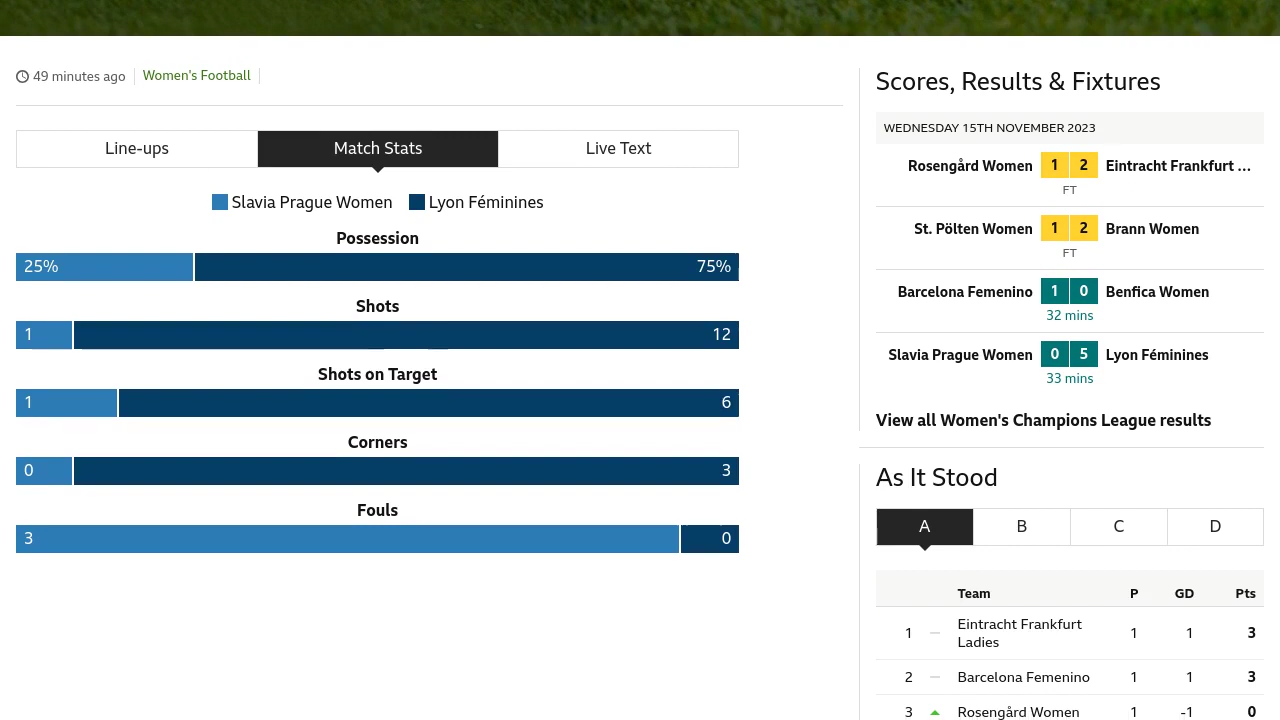 49 minutes ago
Women's Football
Line-ups
Match Stats
Live Text
Slavia Prague Women
Lyon Féminines
Possession
25%
75%
Shots
1
12
Shots on Target
1
6
Corners
0
3
Fouls
3
0
Scores, Results & Fixtures
WEDNESDAY 15TH NOVEMBER 2023
Rosengård Women 1 2 Eintracht Frankfurt ...
FT
St. Pölten Women 1 2 Brann Women
FT
Barcelona Femenino 1 0 Benfica Women
32 mins
Slavia Prague Women 0 5 Lyon Féminines
33 mins
View all Women's Champions League results
As It Stood
A B C D
Team P GD Pts
1 Eintracht Frankfurt Ladies 1 1 3
2 Barcelona Femenino 1 1 3
3 Rosengård Women 1 -1 0